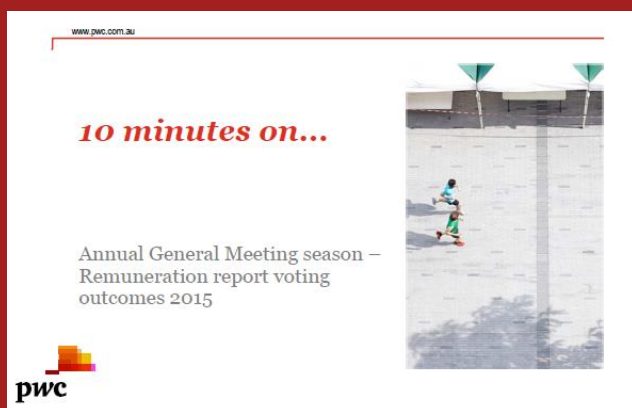 www.pwc.com.au
10 minutes on...
Annual General Meeting season –
Remuneration report voting
outcomes 2015
pwc